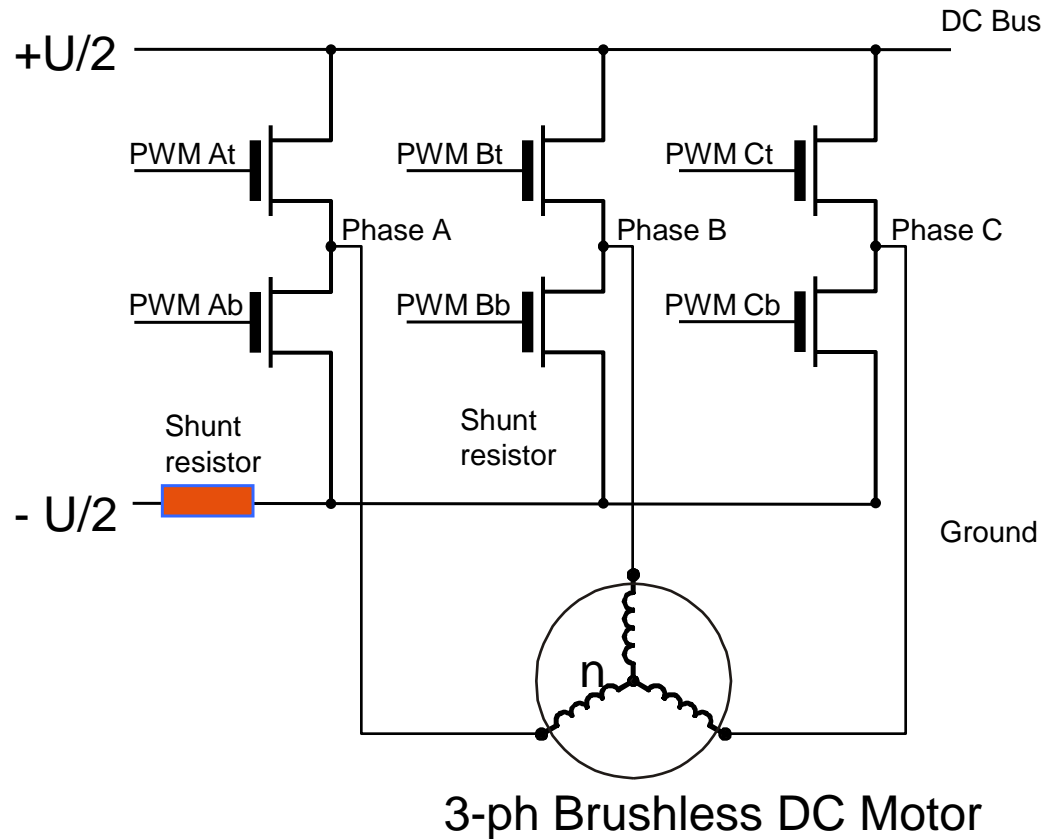 DC Bus
+U/2
PWM At
PWM Bt
PWM Ct
Phase A
Phase B
Phase C
PWM Ab
PWM Bb
PWM Cb
Shunt
resistor
Shunt
resistor
- U/2
Ground
n
3-ph Brushless DC Motor